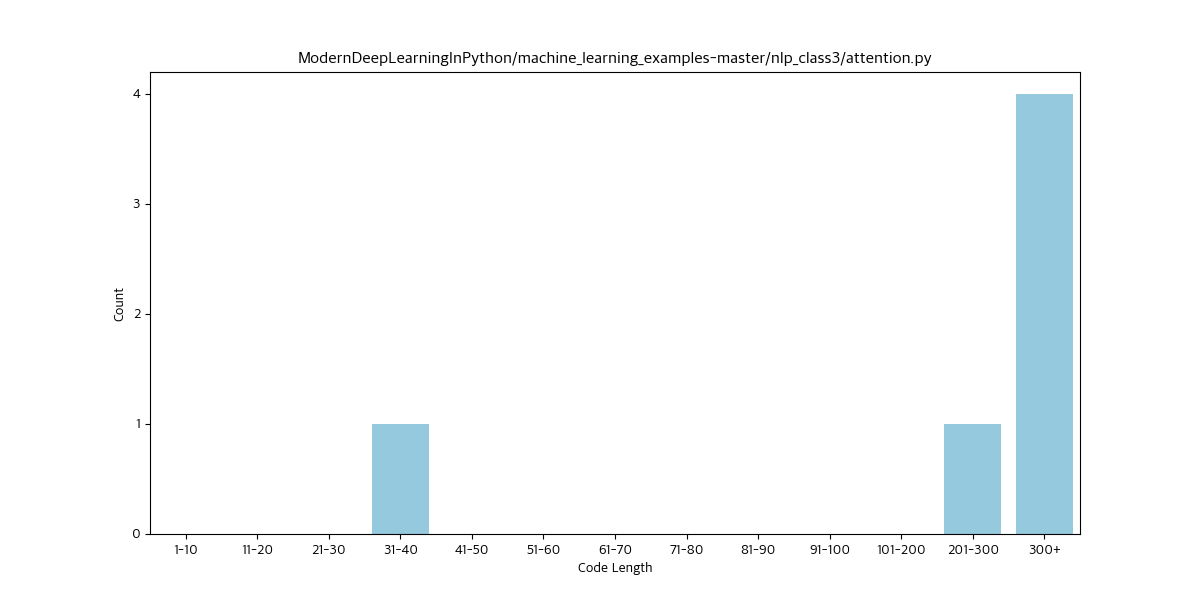 ModernDeepLearningInPython/machine_learning_examples-master/nlp_class3/attention.py
4
3
2
1
0
Count
1-10 11-20 21-30 31-40 41-50 51-60 61-70 71-80 81-90 91-100 101-200 201-300 300+
Code Length